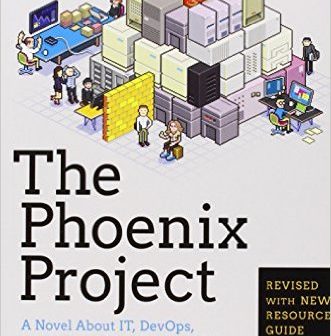 The
Phoenix
Project
A Novel About IT, DevOps,
REVISED
WITH NEW
RESOURCE
GUIDE